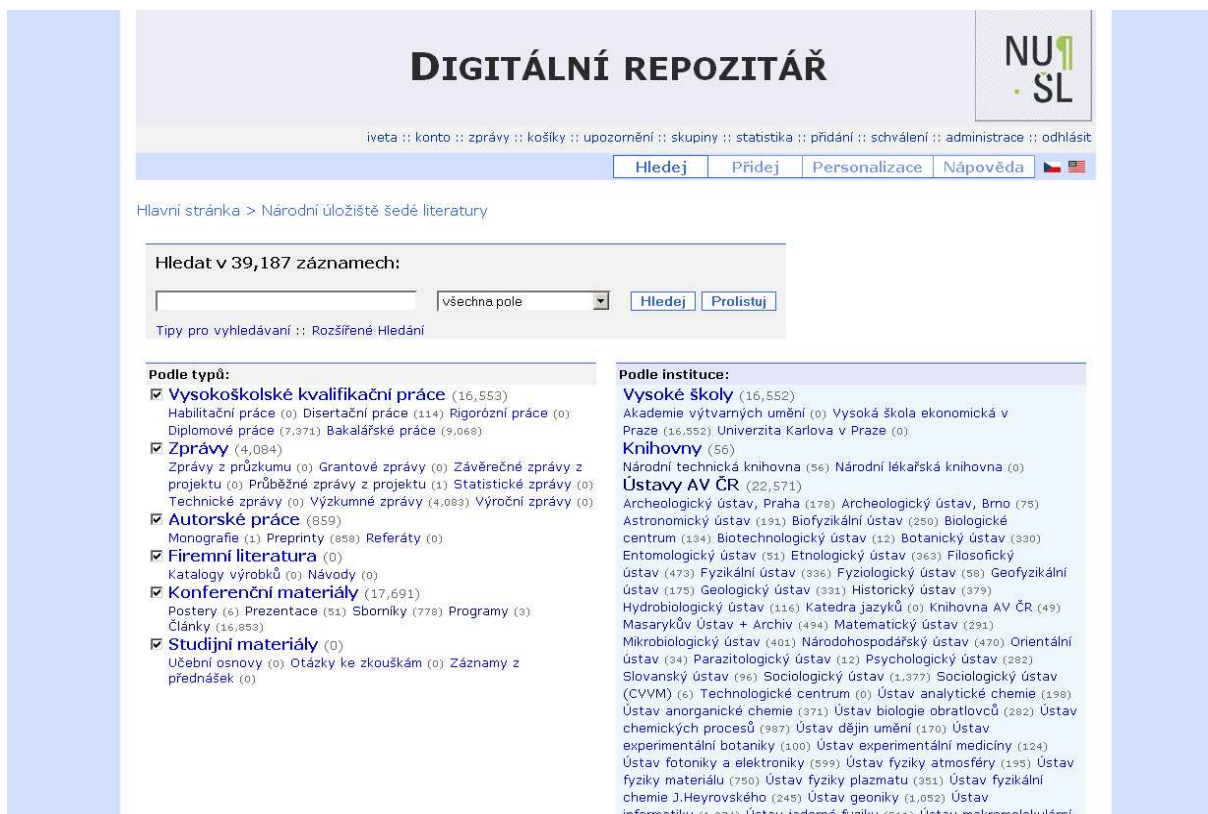 DIGITÁLNÍ REPOZITÁŘ
NU¶
· ŠL
iveta :: konto :: zprávy :: košíky :: upozornění :: skupiny :: statistika :: přidání :: schválení :: administrace :: odhlásit
Hledej Přidej Personalizace Nápověda
Hlavní stránka > Národní úložiště šedé literatury
Hledat v 39,187 záznamech:
všechna pole Hledej Prolistuj
Tipy pro vyhledávaní :: Rozšířené Hledání
Podle typů:
Vysokoškolské kvalifikační práce (16,553)
Habilitační práce (0) Disertační práce (114) Rigorózní práce (0)
Diplomové práce (7,371) Bakalářské práce (9,068)
Zprávy (4,084)
Zprávy z průzkumu (0) Grantové zprávy (0) Závěrečné zprávy z
projektu (0) Průběžné zprávy z projektu (1) Statistické zprávy (0)
Technické zprávy (0) Výzkumné zprávy (4,083) Výroční zprávy (0)
Autorské práce (859)
Monografie (1) Preprinty (858) Referáty (0)
Firemní literatura (0)
Katalogy výrobků (0) Návody (0)
Konferenční materiály (17,691)
Postery (6) Prezentace (51) Sborníky (778) Programy (3)
Články (16,853)
Studijní materiály (0)
Učební osnovy (0) Otázky ke zkouškám (0) Záznamy z
přednášek (0)
Podle instituce:
Vysoké školy (16,552)
Akademie výtvarných umění (0) Vysoká škola ekonomická v
Praze (16,552) Univerzita Karlova v Praze (0)
Knihovny (56)
Národní technická knihovna (56) Národní lékařská knihovna (0)
Ústavy AV ČR (22,571)
Archeologický ústav, Praha (178) Archeologický ústav, Brno (75)
Astronomický ústav (191) Biofyzikální ústav (250) Biologické
centrum (134) Biotechnologický ústav (12) Botanický ústav (330)
Entomologický ústav (51) Etnologický ústav (363) Filosofický
ústav (473) Fyzikální ústav (336) Fyziologický ústav (58) Geofyzikální
ústav (175) Geologický ústav (331) Historický ústav (379)
Hydrobiologický ústav (116) Katedra jazyků (0) Knihovna AV ČR (49)
Masarykův Ústav + Archiv (494) Matematický ústav (291)
Mikrobiologický ústav (401) Národohospodářský ústav (470) Orientální
ústav (34) Parazitologický ústav (12) Psychologický ústav (282)
Slovanský ústav (96) Sociologický ústav (1,377) Sociologický ústav
(CVVM) (6) Technologické centrum (0) Ústav analytické chemie (198)
Ústav anorganické chemie (371) Ústav biologie obratlovců (282) Ústav
chemických procesů (987) Ústav dějin umění (170) Ústav
experimentální botaniky (100) Ústav experimentální medicíny (124)
Ústav fotoniky a elektroniky (599) Ústav fyziky atmosféry (195) Ústav
fyziky materiálu (750) Ústav fyziky plazmatu (351) Ústav fyzikální
chemie J.Heyrovského (245) Ústav geoniky (1,052) Ústav